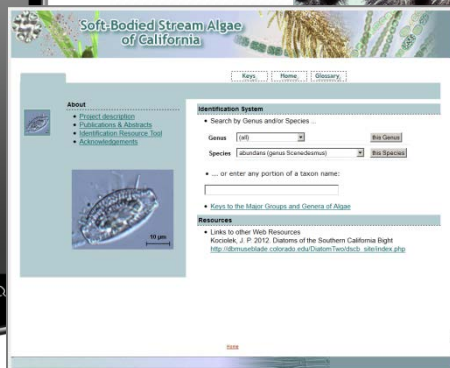 Soft-Bodied Stream Algae
of California
Keys
Home
Glossary
About
• Project description
• Publications & Abstracts
• Identification Resource Tool
• Acknowledgements
10 µm
Identification System
• Search by Genus and/or Species ..
Genus (all) this Genus
Species abundans (genus Scenedesmus) this Species
• ... or enter any portion of a taxon name:
• Keys to the Major Groups and Genera of Algae
Resources
• Links to other Web Resources
Kociolek, J. P. 2012. Diatoms of the Southern California Bight
http://dbmuseblade.colorado.edu/DiatomTwo/dscb_site/index.php